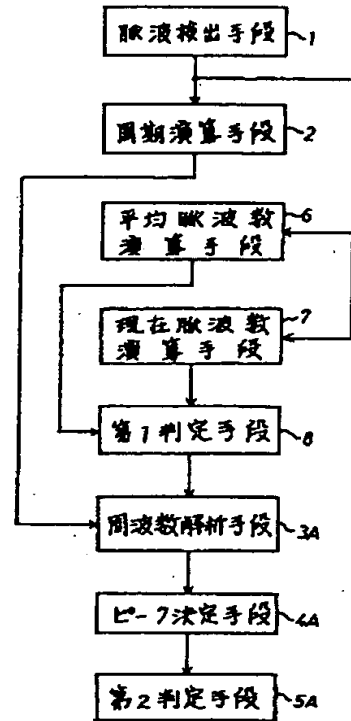 脈波検出手段
1
周期演算手段
2
平均脈波数
演算手段
6
現在脈波数
演算手段
7
第1判定手段
8
周波数解析手段
3A
ピーク決定手段
4A
第2判定手段
5A